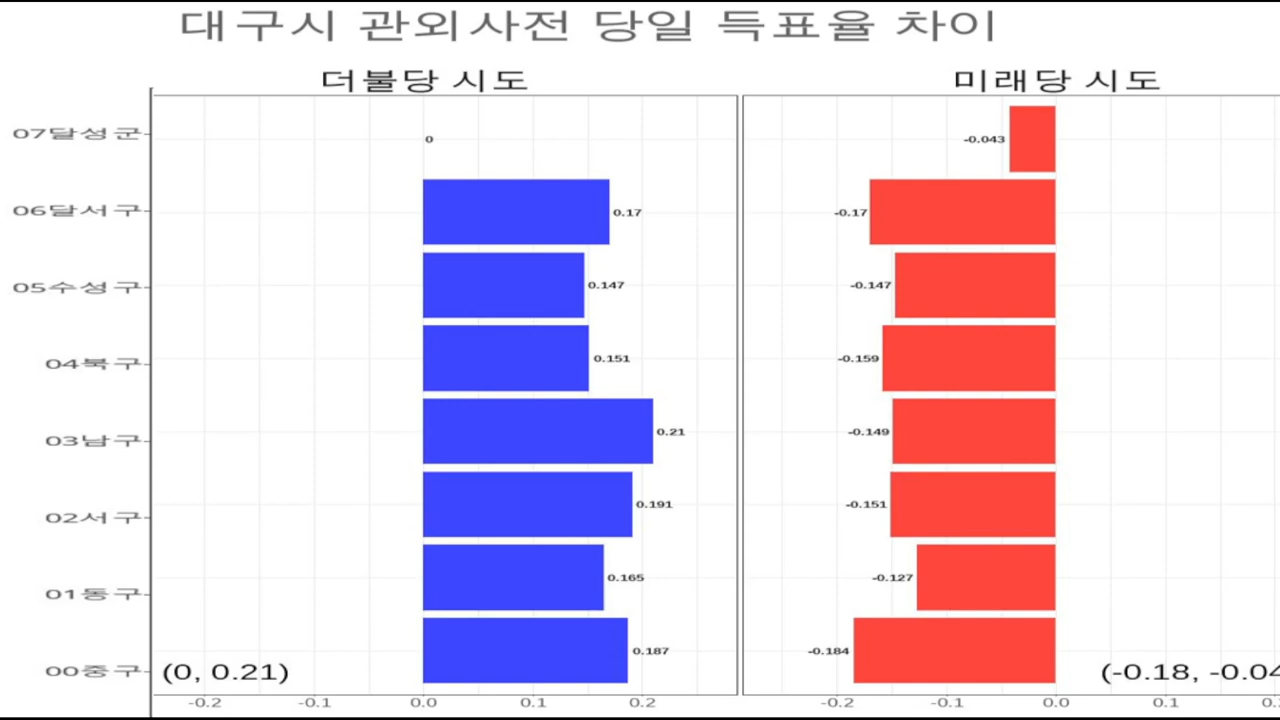 대구시 관외사전 당일 득표율 차이
더불당 시도
미래당 시도
07달성군
0
-0.043
06달서구
0.17
-0.17
05수성구
0.147
-0.147
04북구
0.151
-0.159
03남구
0.21
-0.149
02서구
0.191
-0.151
01동구
0.165
-0.127
00중구
0.187
-0.184
(0, 0.21)
(-0.18, -0.04
-0.2 -0.1 0.0 0.1 0.2
-0.2 -0.1 0.0 0.1